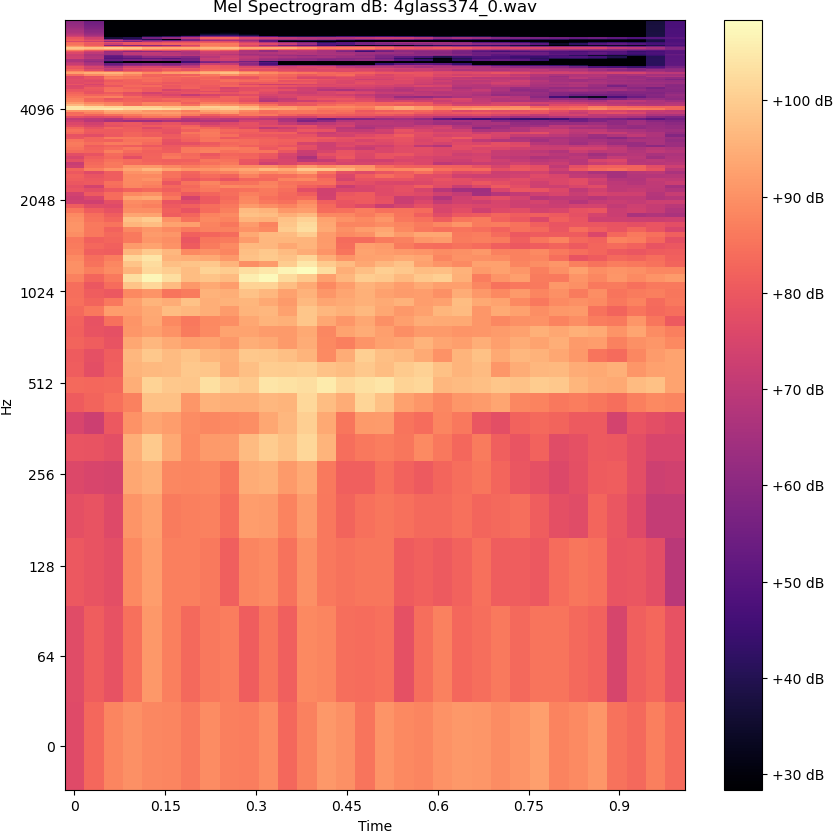 Mel Spectrogram dB: 4glass374_0.wav
4096
2048
1024
512
256
128
64
0
Hz
0
0.15
0.3
0.45
0.6
0.75
0.9
Time
+100 dB
+90 dB
+80 dB
+70 dB
+60 dB
+50 dB
+40 dB
+30 dB